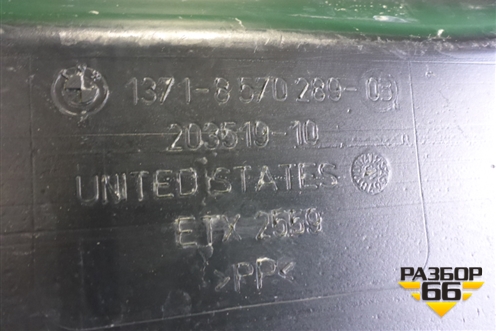 1371-8 570 289-03
203519-10
UNITED STATES
ETX 2559
>PP<
РАЗБОР
66